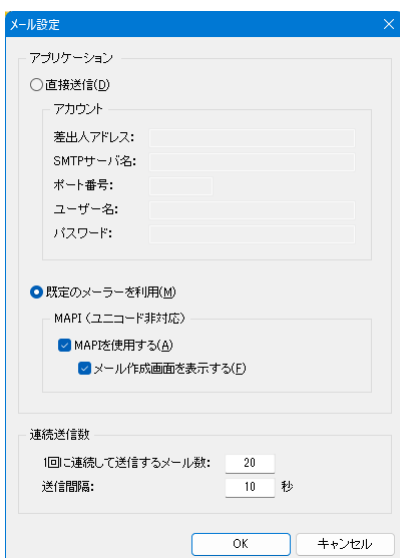 メール設定
アプリケーション
直接送信(D)
アカウント
差出人アドレス:
SMTPサーバ名:
ポート番号:
ユーザー名:
パスワード:
既定のメーラーを利用(M)
MAPI（ユニコード非対応）
MAPIを使用する(A)
メール作成画面を表示する(F)
連続送信数
1回に連続して送信するメール数: 20
送信間隔: 10 秒
OK キャンセル